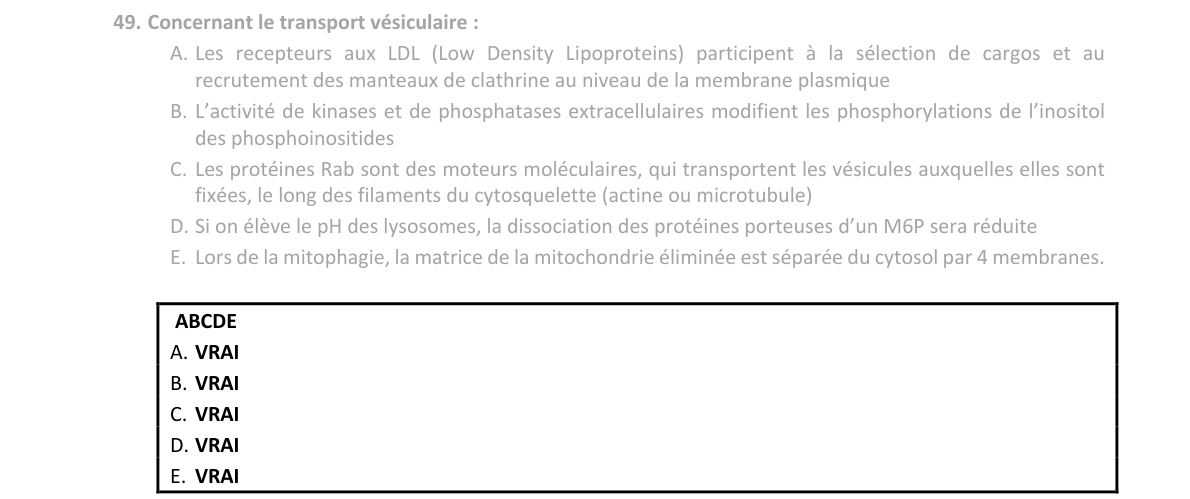 49. Concernant le transport vésiculaire :
A. Les recepteurs aux LDL (Low Density Lipoproteins) participent à la sélection de cargos et au
recrutement des manteaux de clathrine au niveau de la membrane plasmique
B. L'activité de kinases et de phosphatases extracellulaires modifient les phosphorylations de l'inositol
des phosphoinositides
C. Les protéines Rab sont des moteurs moléculaires, qui transportent les vésicules auxquelles elles sont
fixées, le long des filaments du cytosquelette (actine ou microtubule)
D. Si on élève le pH des lysosomes, la dissociation des protéines porteuses d'un M6P sera réduite
E. Lors de la mitophagie, la matrice de la mitochondrie éliminée est séparée du cytosol par 4 membranes.
ABCDE
A. VRAI
B. VRAI
C. VRAI
D. VRAI
E. VRAI